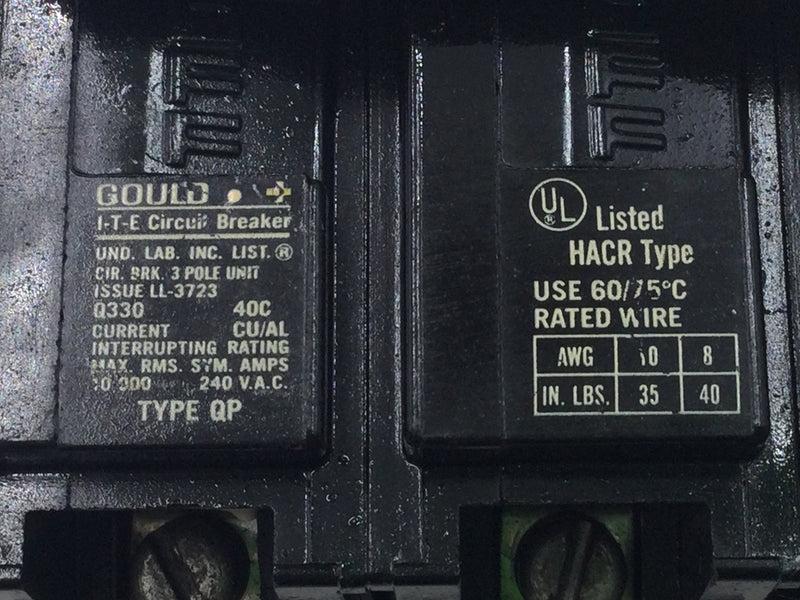 GOULD
I-T-E Circuit Breaker
UND. LAB. INC. LIST.®
CIR. BRK. 3 POLE UNIT
ISSUE LL-3723
Q330 40C
CURRENT CU/AL
INTERRUPTING RATING
MAX. RMS. SYM. AMPS
10 000 240 V.A.C.
TYPE QP
UL® Listed
HACR Type
USE 60/75°C
RATED WIRE
AWG 10 8
IN. LBS. 35 40